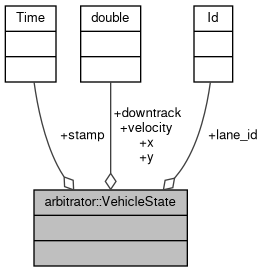 Time
double
Id
+downtrack
+velocity
+stamp
+x
+lane_id
+y
arbitrator::VehicleState